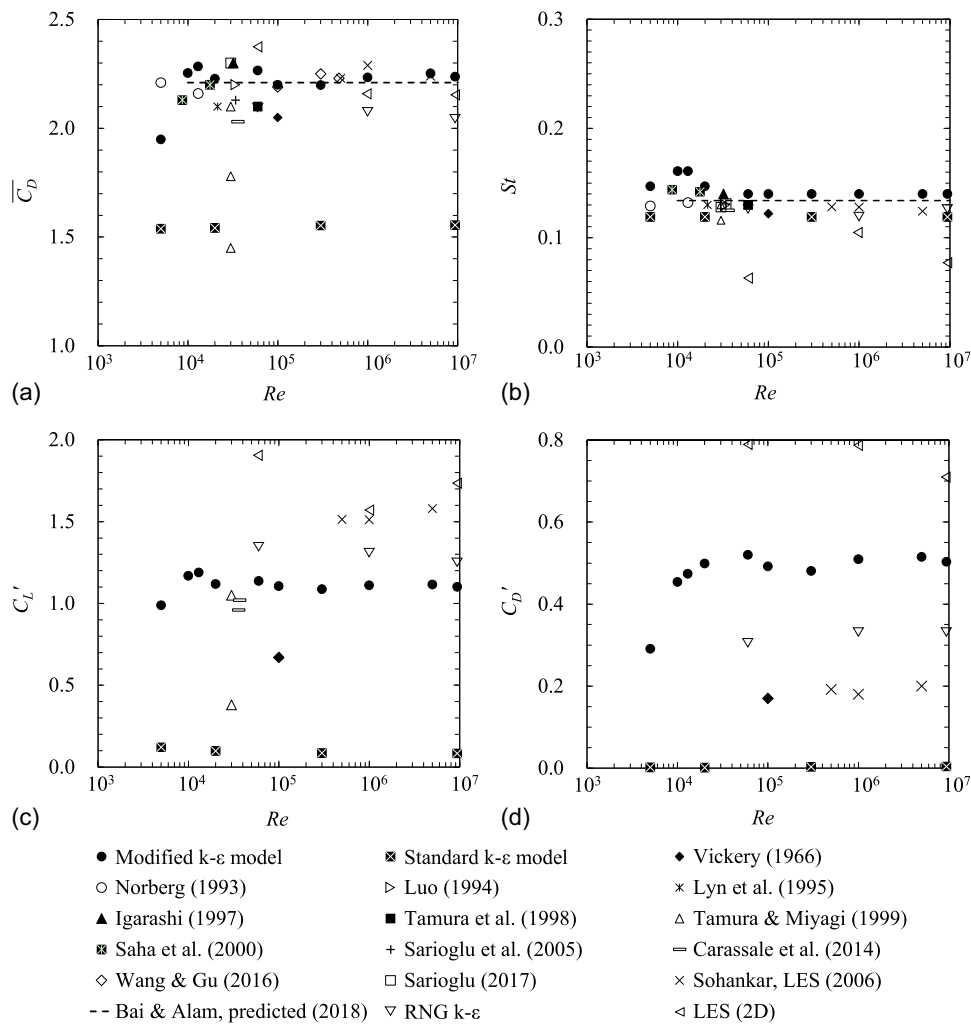 2.5
2.0
1.5
1.0
C_D
10³ 10⁴ 10⁵ 10⁶ 10⁷
(a)
Re
0.3
0.2
0.1
0.0
St
10³ 10⁴ 10⁵ 10⁶ 10⁷
(b)
Re
2.0
1.5
1.0
0.5
0.0
C_L'
10³ 10⁴ 10⁵ 10⁶ 10⁷
(c)
Re
0.8
0.6
0.4
0.2
0.0
C_D'
10³ 10⁴ 10⁵ 10⁶ 10⁷
(d)
Re
Modified k-ε model
Standard k-ε model
Vickery (1966)
Norberg (1993)
Luo (1994)
Lyn et al. (1995)
Igarashi (1997)
Tamura et al. (1998)
Tamura & Miyagi (1999)
Saha et al. (2000)
Sarioglu et al. (2005)
Carassale et al. (2014)
Wang & Gu (2016)
Sarioglu (2017)
Sohankar, LES (2006)
Bai & Alam, predicted (2018)
RNG k-ε
LES (2D)